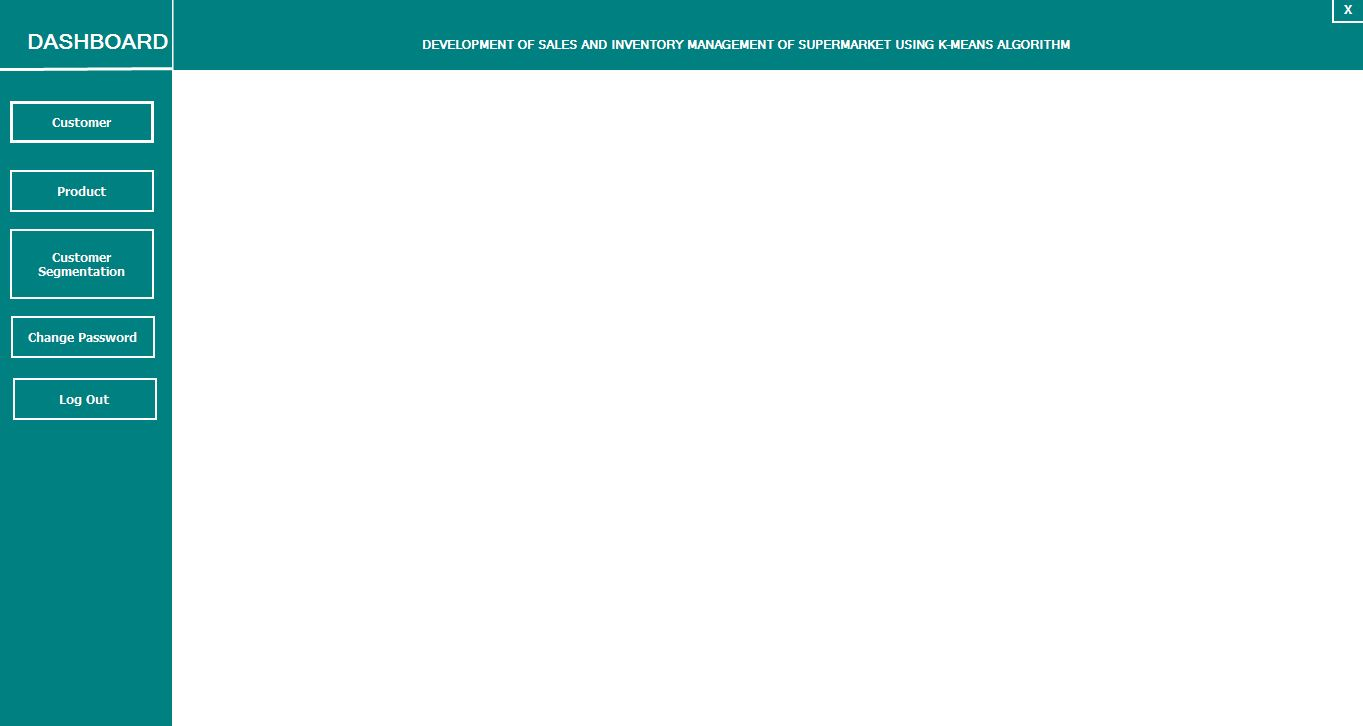 X
DASHBOARD
DEVELOPMENT OF SALES AND INVENTORY MANAGEMENT OF SUPERMARKET USING K-MEANS ALGORITHM
Customer
Product
Customer
Segmentation
Change Password
Log Out